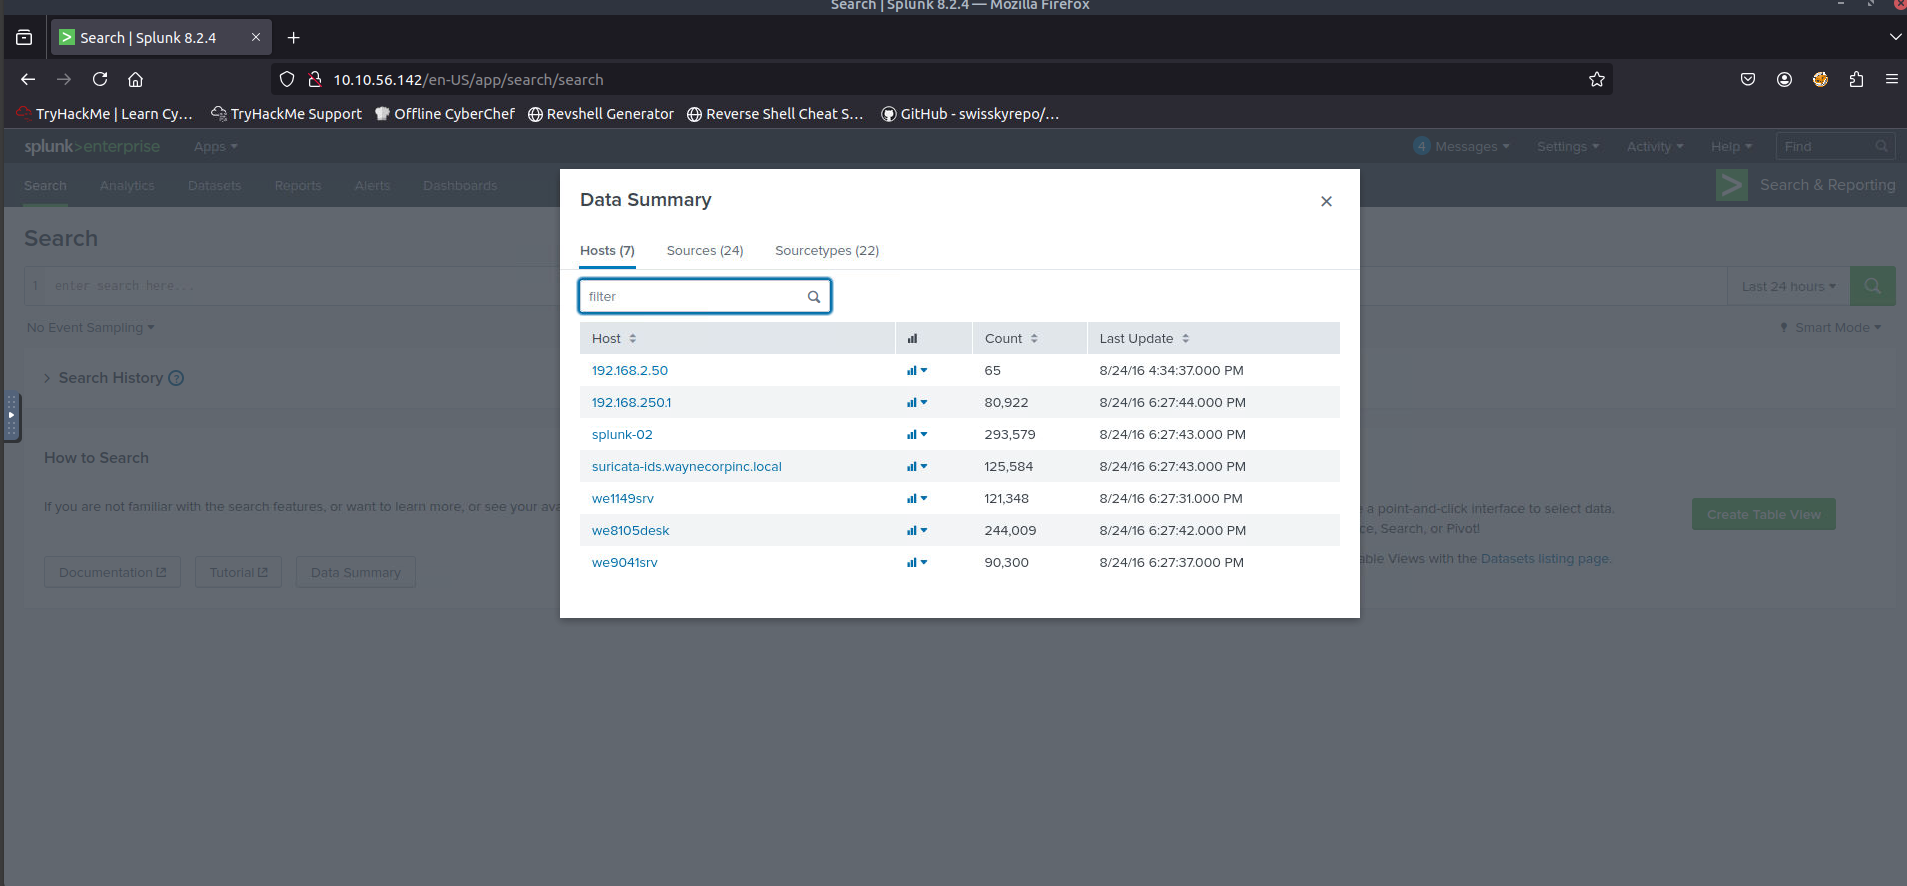 Search | Splunk 8.2.4 — Mozilla Firefox
Search | Splunk 8.2.4
10.10.56.142/en-US/app/search/search
TryHackMe | Learn Cy... TryHackMe Support Offline CyberChef Revshell Generator Reverse Shell Cheat S... GitHub - swisskyrepo/...
splunk>enterprise Apps 4 Messages Settings Activity Help Find
Search Analytics Datasets Reports Alerts Dashboards Search & Reporting
Search
1 enter search here... Last 24 hours
No Event Sampling Smart Mode
Search History ?
How to Search
If you are not familiar with the search features, or want to learn more, or see your ava
Documentation Tutorial Data Summary
e a point-and-click interface to select data.
ce, Search, or Pivot!
able Views with the Datasets listing page.
Create Table View
Data Summary
Hosts (7) Sources (24) Sourcetypes (22)
filter
Host Count Last Update
192.168.2.50 65 8/24/16 4:34:37.000 PM
192.168.250.1 80,922 8/24/16 6:27:44.000 PM
splunk-02 293,579 8/24/16 6:27:43.000 PM
suricata-ids.waynecorpinc.local 125,584 8/24/16 6:27:43.000 PM
we1149srv 121,348 8/24/16 6:27:31.000 PM
we8105desk 244,009 8/24/16 6:27:42.000 PM
we9041srv 90,300 8/24/16 6:27:37.000 PM